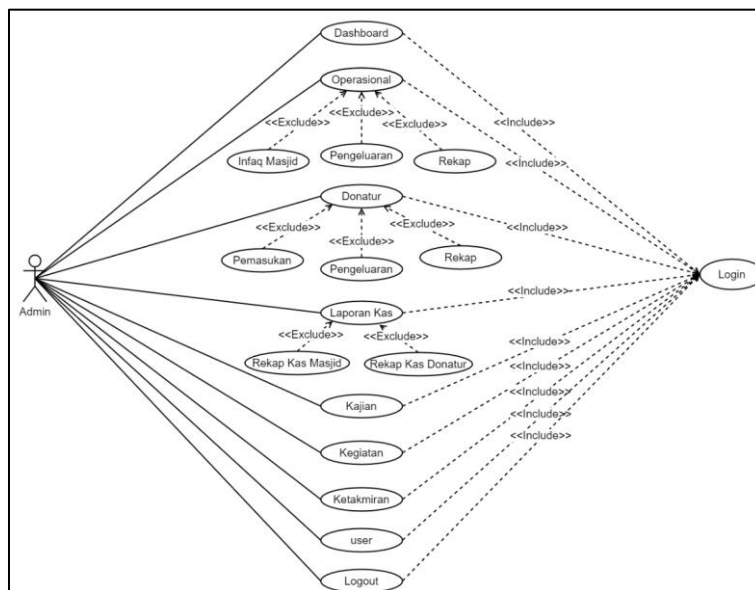 Dashboard
Operasional
<<Exclude>>
<<Exclude>>
<<Exclude>>
<<Include>>
Infaq Masjid
Pengeluaran
Rekap
<<Include>>
Donatur
<<Exclude>>
<<Exclude>>
<<Exclude>>
<<Include>>
Pemasukan
Pengeluaran
Rekap
Admin
Login
Laporan Kas
<<Include>>
<<Exclude>>
<<Exclude>>
Rekap Kas Masjid
Rekap Kas Donatur
<<Include>>
Kajian
<<Include>>
<<Include>>
Kegiatan
<<Include>>
<<Include>>
Ketakmiran
user
Logout